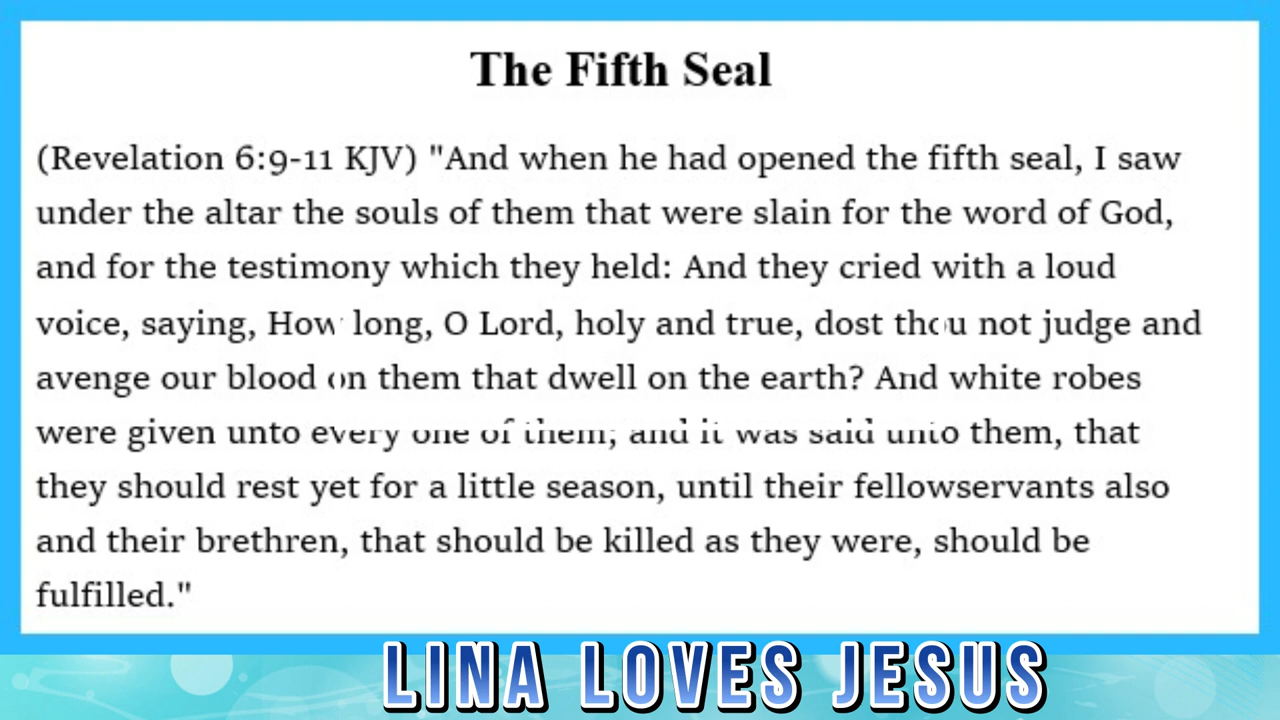 The Fifth Seal
(Revelation 6:9-11 KJV) "And when he had opened the fifth seal, I saw
under the altar the souls of them that were slain for the word of God,
and for the testimony which they held: And they cried with a loud
voice, saying, How long, O Lord, holy and true, dost thou not judge and
avenge our blood on them that dwell on the earth? And white robes
were given unto every one of them; and it was said unto them, that
they should rest yet for a little season, until their fellowservants also
and their brethren, that should be killed as they were, should be
fulfilled."
LINA LOVES JESUS